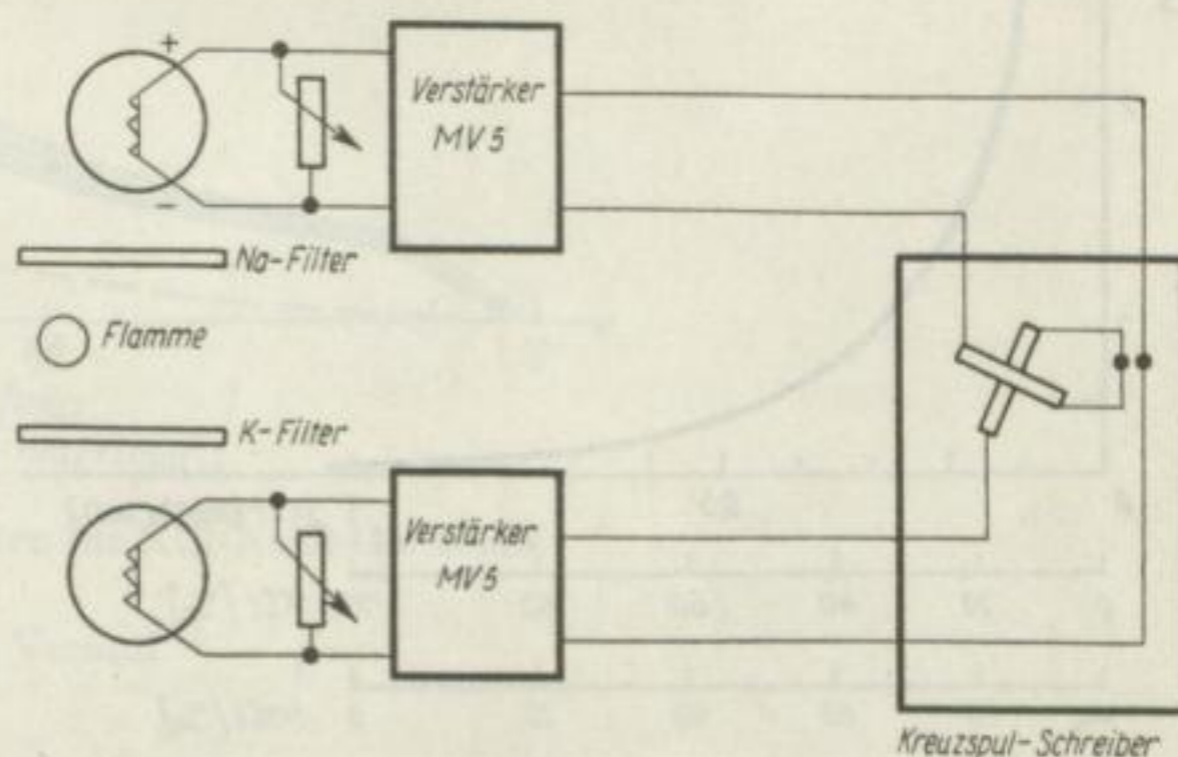 +
Verstärker
MV5
−
Na-Filter
Flamme
K-Filter
Verstärker
MV5
Kreuzspul-Schreiber